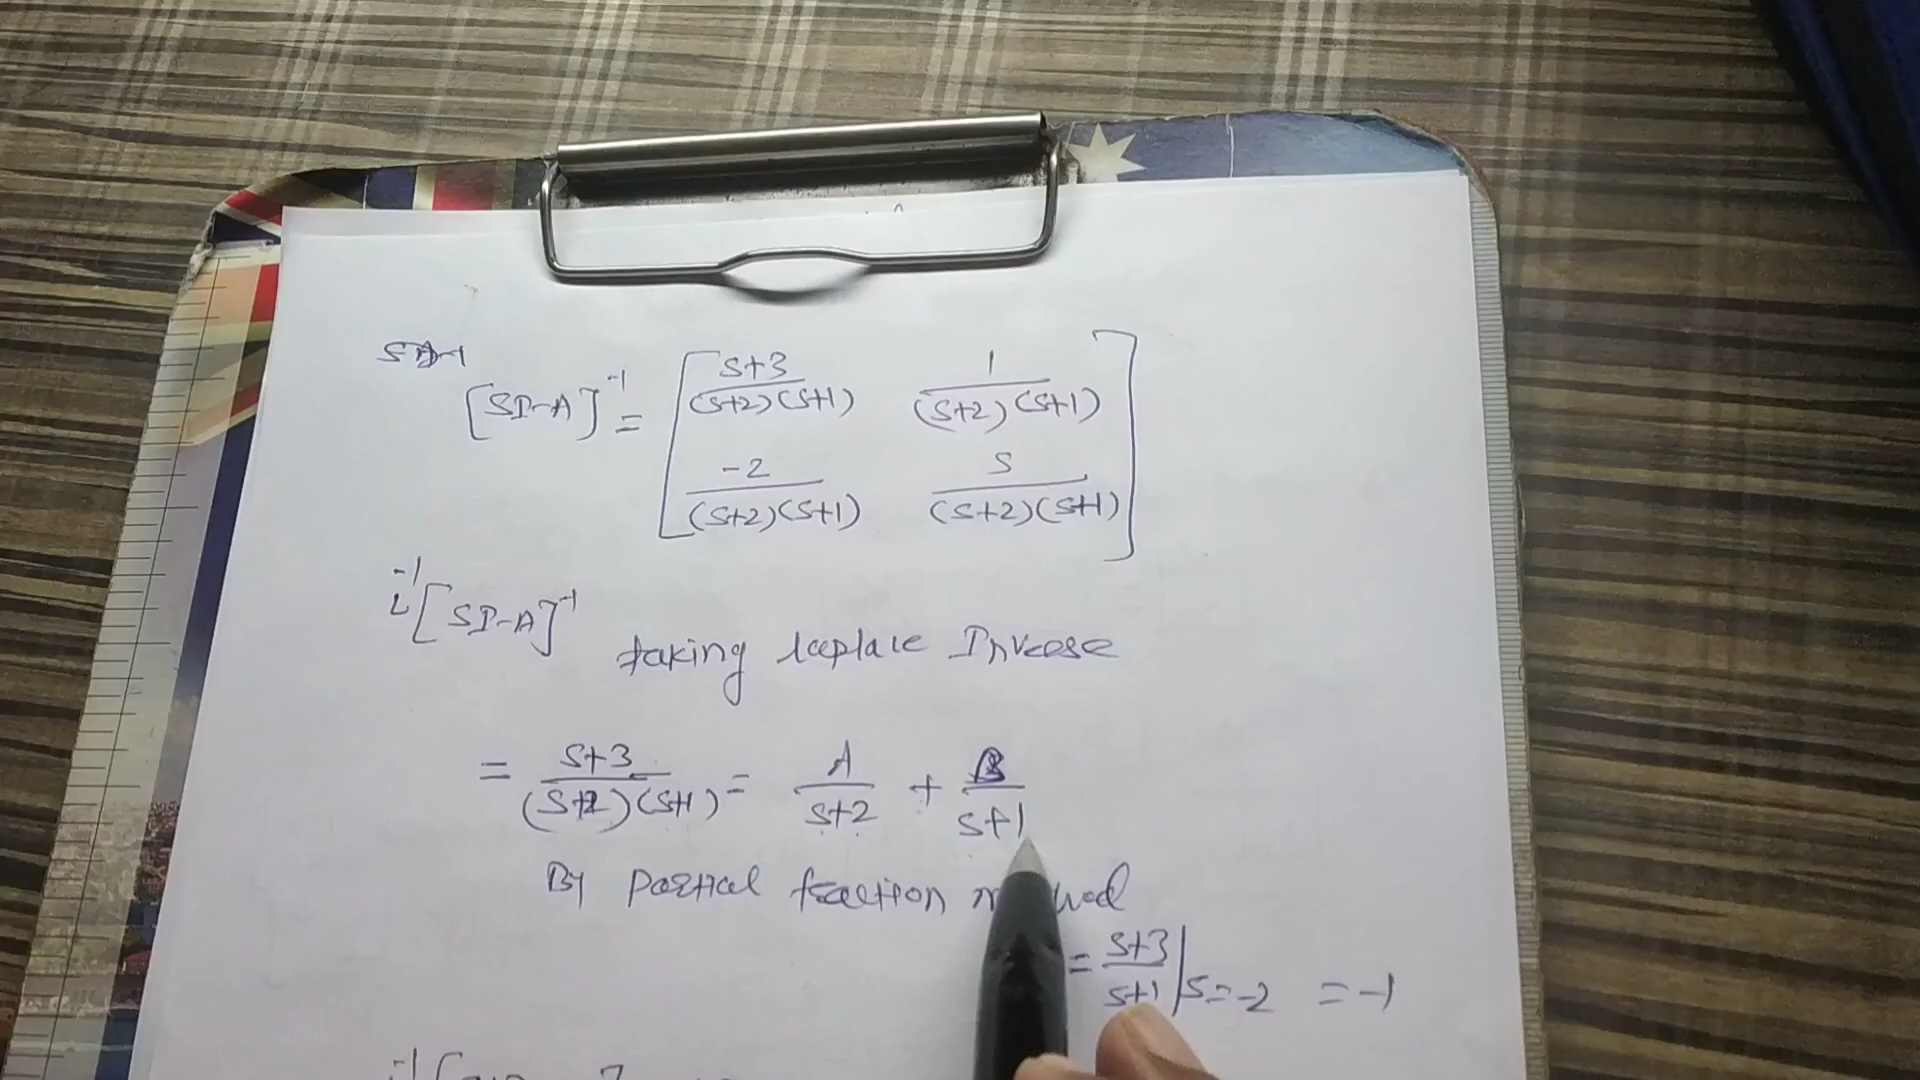 [SI-A]⁻¹ = [ s+3/(s+2)(s+1) 1/(s+2)(s+1)
-2/(s+2)(s+1) s/(s+2)(s+1) ]
L⁻¹[SI-A]⁻¹
taking laplace Inverse
= s+3/(s+2)(s+1) = A/s+2 + B/s+1
By Partial fraction
= s+3/s+1 | s=-2 = -1